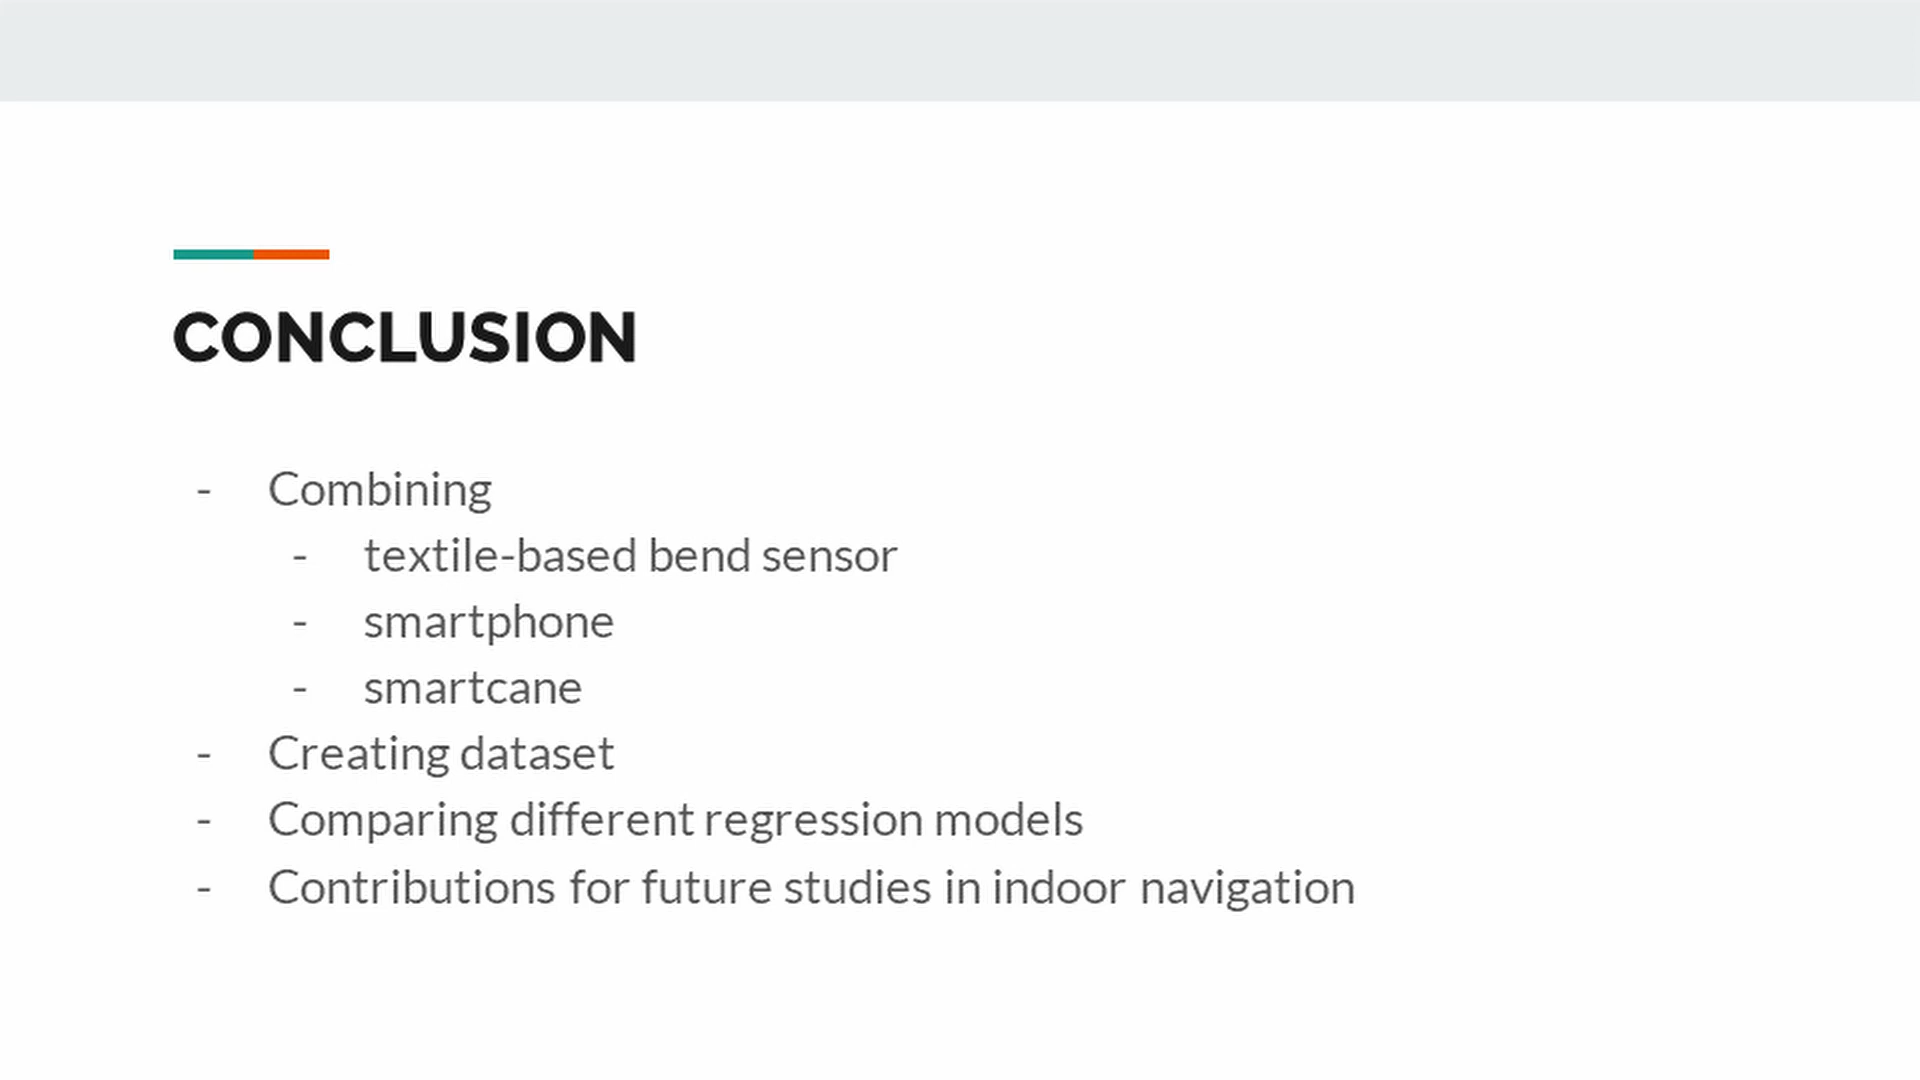 CONCLUSION
- Combining
- textile-based bend sensor
- smartphone
- smartcane
- Creating dataset
- Comparing different regression models
- Contributions for future studies in indoor navigation